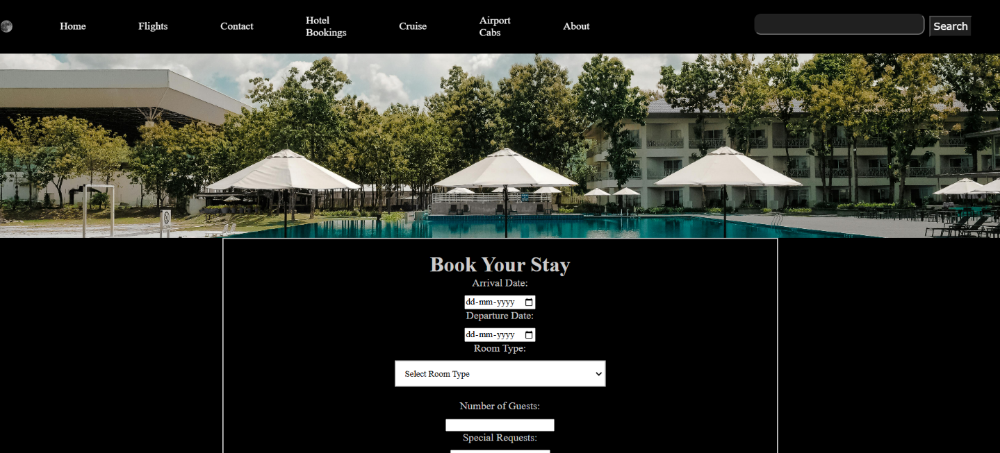 Home
Flights
Contact
Hotel
Bookings
Cruise
Airport
Cabs
About
Search
Book Your Stay
Arrival Date:
dd-mm-yyyy
Departure Date:
dd-mm-yyyy
Room Type:
Select Room Type
Number of Guests:
Special Requests: